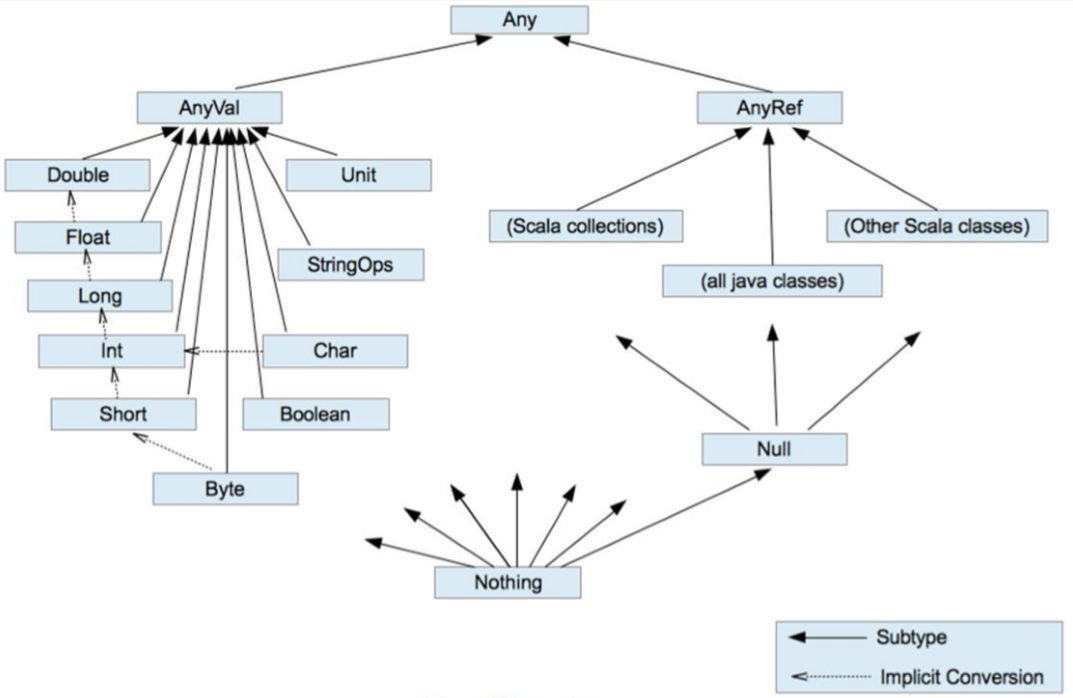 Any
AnyVal
AnyRef
Double
Unit
Float
(Scala collections)
(Other Scala classes)
StringOps
(all java classes)
Long
Int
Char
Short
Boolean
Null
Byte
Nothing
Subtype
Implicit Conversion